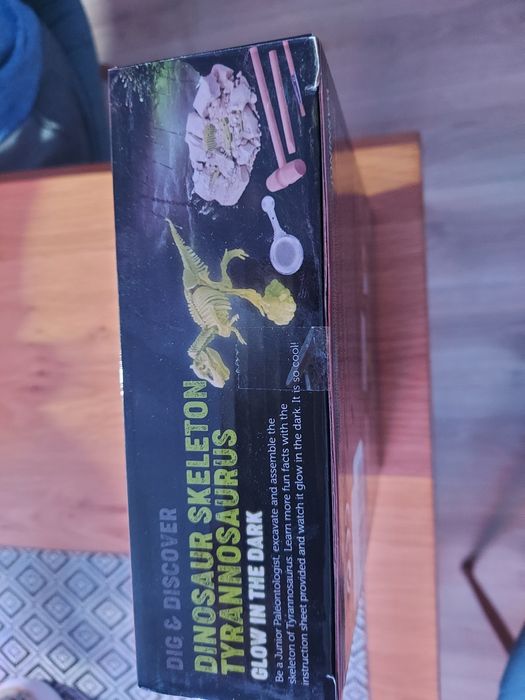 DIG & DISCOVER
DINOSAUR SKELETON
TYRANNOSAURUS
GLOW IN THE DARK
Be a Junior Paleontologist, excavate and assemble the
skeleton of Tyrannosaurus. Learn more fun facts with the
instruction sheet provided and watch it glow in the dark. It is so cool!